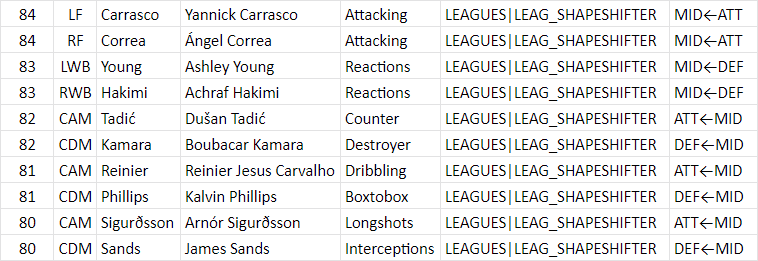 84 LF Carrasco Yannick Carrasco Attacking LEAGUES|LEAG_SHAPESHIFTER MID←ATT
84 RF Correa Ángel Correa Attacking LEAGUES|LEAG_SHAPESHIFTER MID←ATT
83 LWB Young Ashley Young Reactions LEAGUES|LEAG_SHAPESHIFTER MID←DEF
83 RWB Hakimi Achraf Hakimi Reactions LEAGUES|LEAG_SHAPESHIFTER MID←DEF
82 CAM Tadić Dušan Tadić Counter LEAGUES|LEAG_SHAPESHIFTER ATT←MID
82 CDM Kamara Boubacar Kamara Destroyer LEAGUES|LEAG_SHAPESHIFTER DEF←MID
81 CAM Reinier Reinier Jesus Carvalho Dribbling LEAGUES|LEAG_SHAPESHIFTER ATT←MID
81 CDM Phillips Kalvin Phillips Boxtobox LEAGUES|LEAG_SHAPESHIFTER DEF←MID
80 CAM Sigurðsson Arnór Sigurðsson Longshots LEAGUES|LEAG_SHAPESHIFTER ATT←MID
80 CDM Sands James Sands Interceptions LEAGUES|LEAG_SHAPESHIFTER DEF←MID